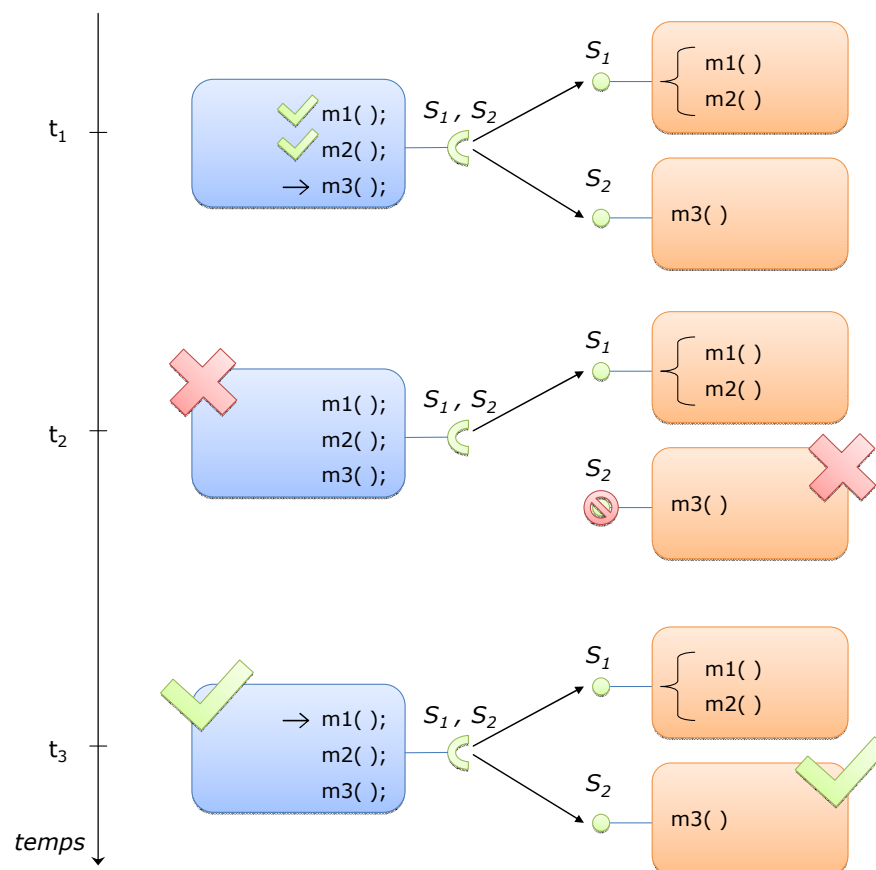 S1
m1( )
m2( )
t1
m1( );
m2( );
→ m3( );
S1 , S2
S2
m3( )
S1
m1( )
m2( )
t2
m1( );
m2( );
m3( );
S1 , S2
S2
m3( )
S1
m1( )
m2( )
t3
→ m1( );
m2( );
m3( );
S1 , S2
S2
m3( )
temps